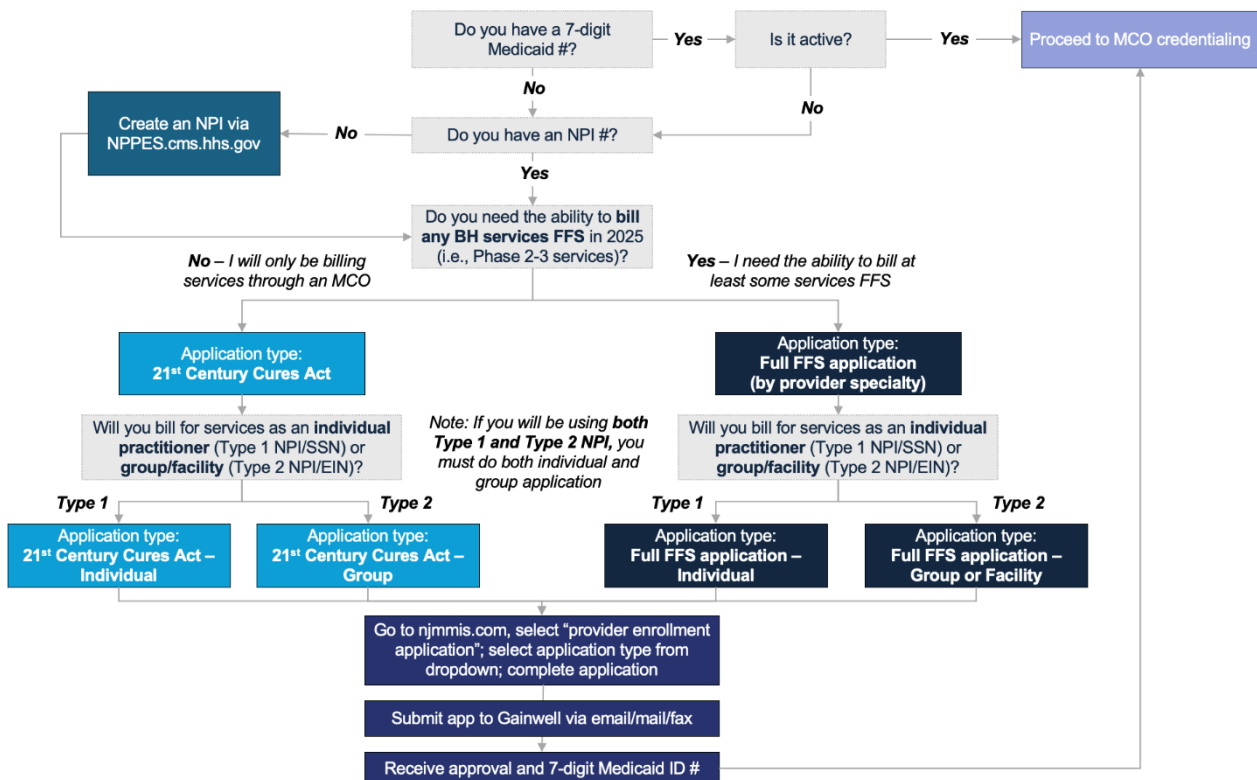 Do you have a 7-digit
Medicaid #?
Yes
Is it active?
Yes
Proceed to MCO credentialing
No
No
Create an NPI via
NPPES.cms.hhs.gov
No
Do you have an NPI #?
Yes
Do you need the ability to bill
any BH services FFS in 2025
(i.e., Phase 2-3 services)?
No – I will only be billing
services through an MCO
Yes – I need the ability to bill at
least some services FFS
Application type:
21st Century Cures Act
Application type:
Full FFS application
(by provider specialty)
Will you bill for services as an individual
practitioner (Type 1 NPI/SSN) or
group/facility (Type 2 NPI/EIN)?
Note: If you will be using both
Type 1 and Type 2 NPI, you
must do both individual and
group application
Will you bill for services as an individual
practitioner (Type 1 NPI/SSN) or
group/facility (Type 2 NPI/EIN)?
Type 1
Type 2
Type 1
Type 2
Application type:
21st Century Cures Act –
Individual
Application type:
21st Century Cures Act –
Group
Application type:
Full FFS application –
Individual
Application type:
Full FFS application –
Group or Facility
Go to njmmis.com, select “provider enrollment
application”; select application type from
dropdown; complete application
Submit app to Gainwell via email/mail/fax
Receive approval and 7-digit Medicaid ID #